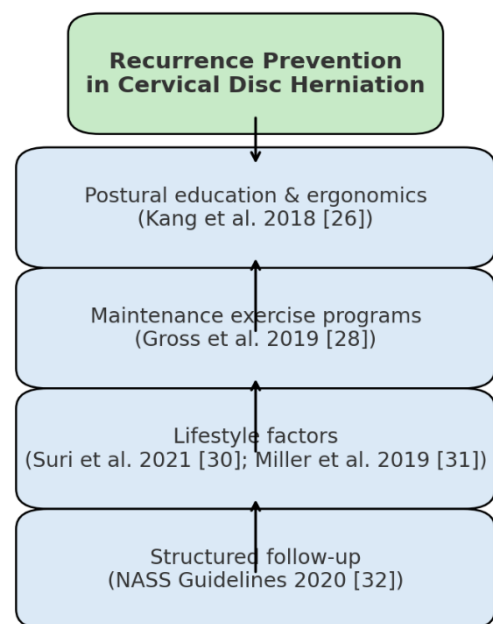 Recurrence Prevention
in Cervical Disc Herniation
Postural education & ergonomics
(Kang et al. 2018 [26])
Maintenance exercise programs
(Gross et al. 2019 [28])
Lifestyle factors
(Suri et al. 2021 [30]; Miller et al. 2019 [31])
Structured follow-up
(NASS Guidelines 2020 [32])